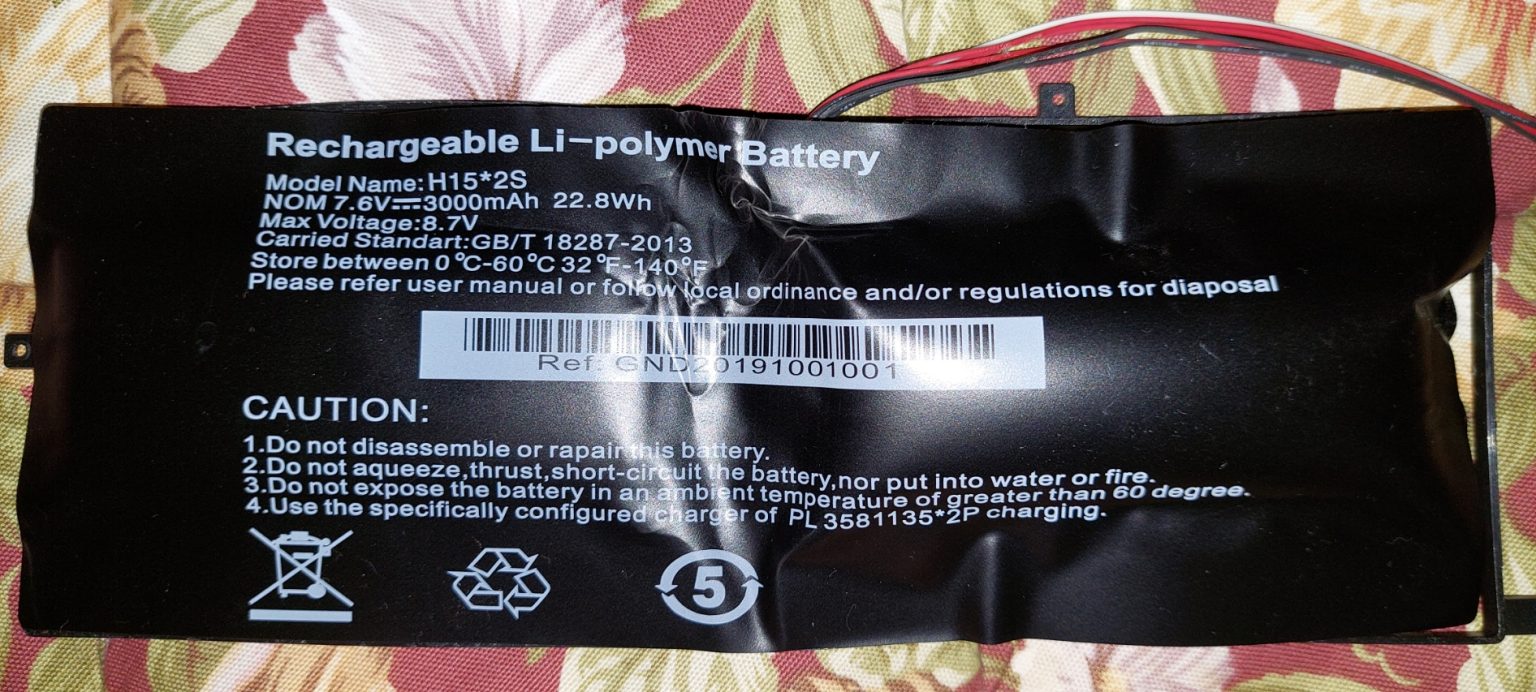 Rechargeable Li-polymer Battery
Model Name:H15*2S
NOM 7.6V⎓3000mAh 22.8Wh
Max Voltage:8.7V
Carried Standart:GB/T 18287-2013
Store between 0°C-60°C 32°F-140°F
Please refer user manual or follow local ordinance and/or regulations for diaposal
Ref: GND20191001001
CAUTION:
1.Do not disassemble or rapair this battery.
2.Do not aqueeze,thrust,short-circuit the battery,nor put into water or fire.
3.Do not expose the battery in an ambient temperature of greater than 60 degree.
4.Use the specifically configured charger of PL3581135*2P charging.
5